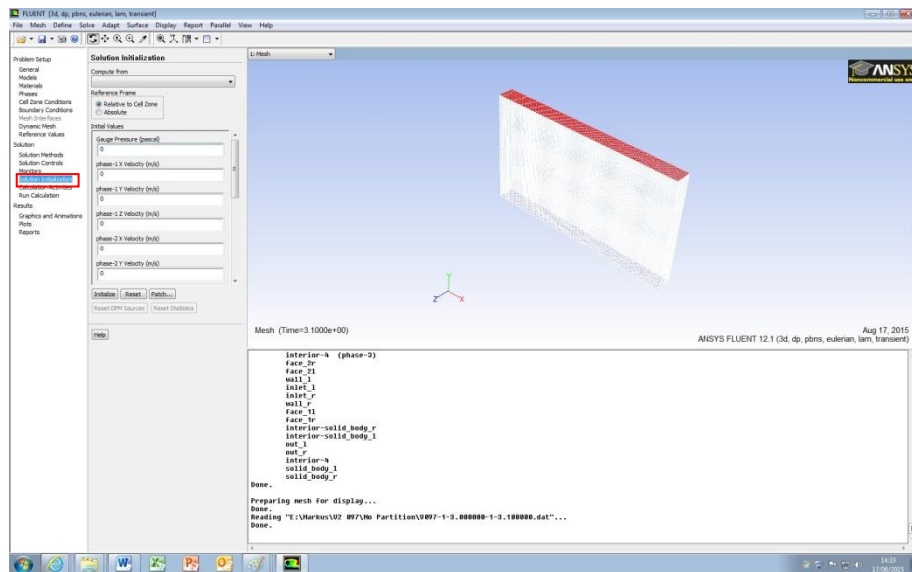 FLUENT [3d, dp, pbns, eulerian, lam, transient]
File Mesh Define Solve Adapt Surface Display Report Parallel View Help
Problem Setup
General
Models
Materials
Phases
Cell Zone Conditions
Boundary Conditions
Mesh Interfaces
Dynamic Mesh
Reference Values
Solution
Solution Methods
Solution Controls
Monitors
Solution Initialization
Calculation Activities
Run Calculation
Results
Graphics and Animations
Plots
Reports
Solution Initialization
Compute from
Reference Frame
Relative to Cell Zone
Absolute
Initial Values
Gauge Pressure (pascal)
0
phase-1 X Velocity (m/s)
0
phase-1 Y Velocity (m/s)
0
phase-1 Z Velocity (m/s)
0
phase-2 X Velocity (m/s)
0
phase-2 Y Velocity (m/s)
0
Initialize Reset Patch...
Reset DPM Sources Reset Statistics
Help
1: Mesh
ANSYS
Noncommercial use on
Y
Z X
Mesh (Time=3.1000e+00)
Aug 17, 2015
ANSYS FLUENT 12.1 (3d, dp, pbns, eulerian, lam, transient)
interior-4 (phase-3)
face_2r
face_2l
wall_l
inlet_l
inlet_r
wall_r
face_1l
face_1r
interior-solid_body_r
interior-solid_body_l
out_l
out_r
interior-4
solid_body_l
solid_body_r
Done.
Preparing mesh for display...
Done.
Reading "E:\Markus\V2 097\No Partition\V097-1-3.000000-1-3.100000.dat"...
Done.
14:33
17/08/2015